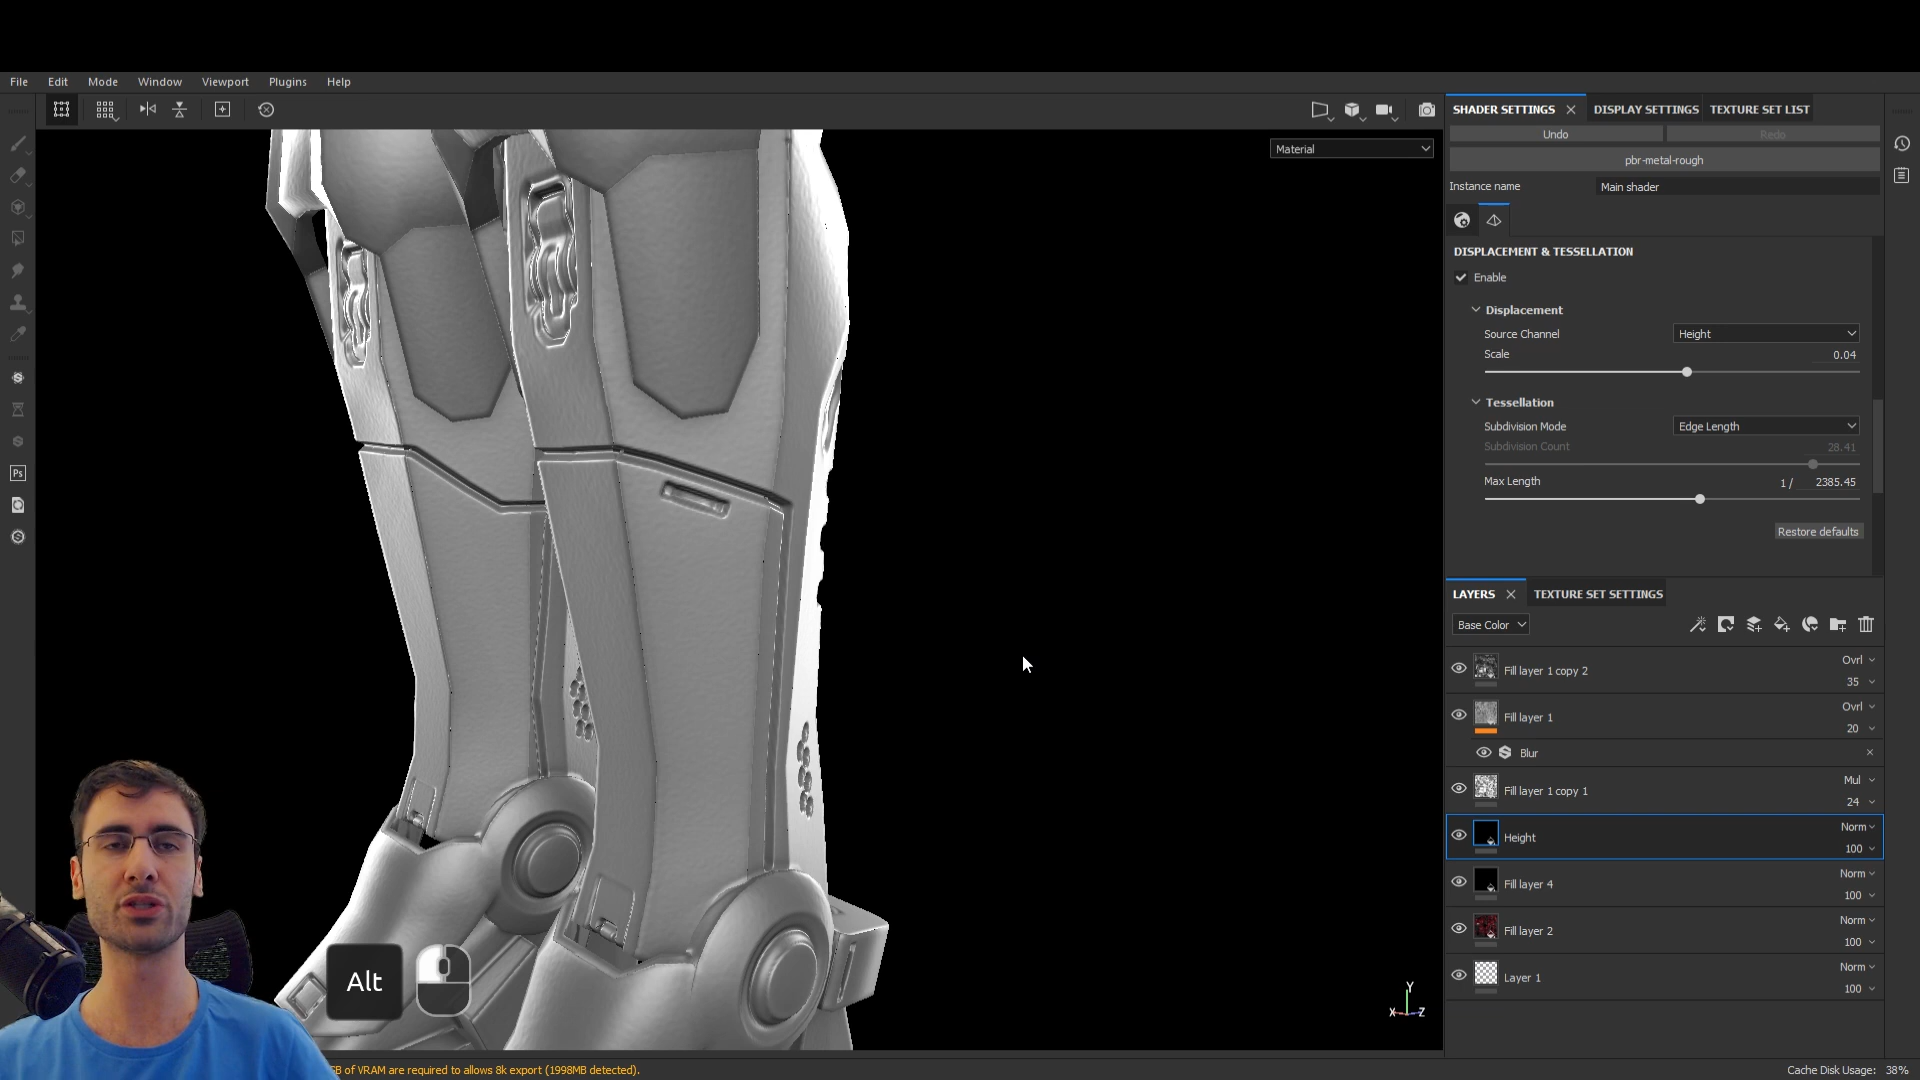 File Edit Mode Window Viewport Plugins Help
SHADER SETTINGS DISPLAY SETTINGS TEXTURE SET LIST
Undo Redo
Material
pbr-metal-rough
Instance name Main shader
DISPLACEMENT & TESSELLATION
Enable
Displacement
Source Channel Height
Scale 0.04
Tessellation
Subdivision Mode Edge Length
Subdivision Count 28.41
Max Length 1 / 2385.45
Restore defaults
LAYERS TEXTURE SET SETTINGS
Base Color
Fill layer 1 copy 2 Ovrl
35
Fill layer 1 Ovrl
20
Blur
Fill layer 1 copy 1 Mul
24
Height Norm
100
Fill layer 4 Norm
100
Fill layer 2 Norm
100
Layer 1 Norm
100
Ps
Alt
Y
X Z
of VRAM are required to allows 8k export (1998MB detected).
Cache Disk Usage: 38%